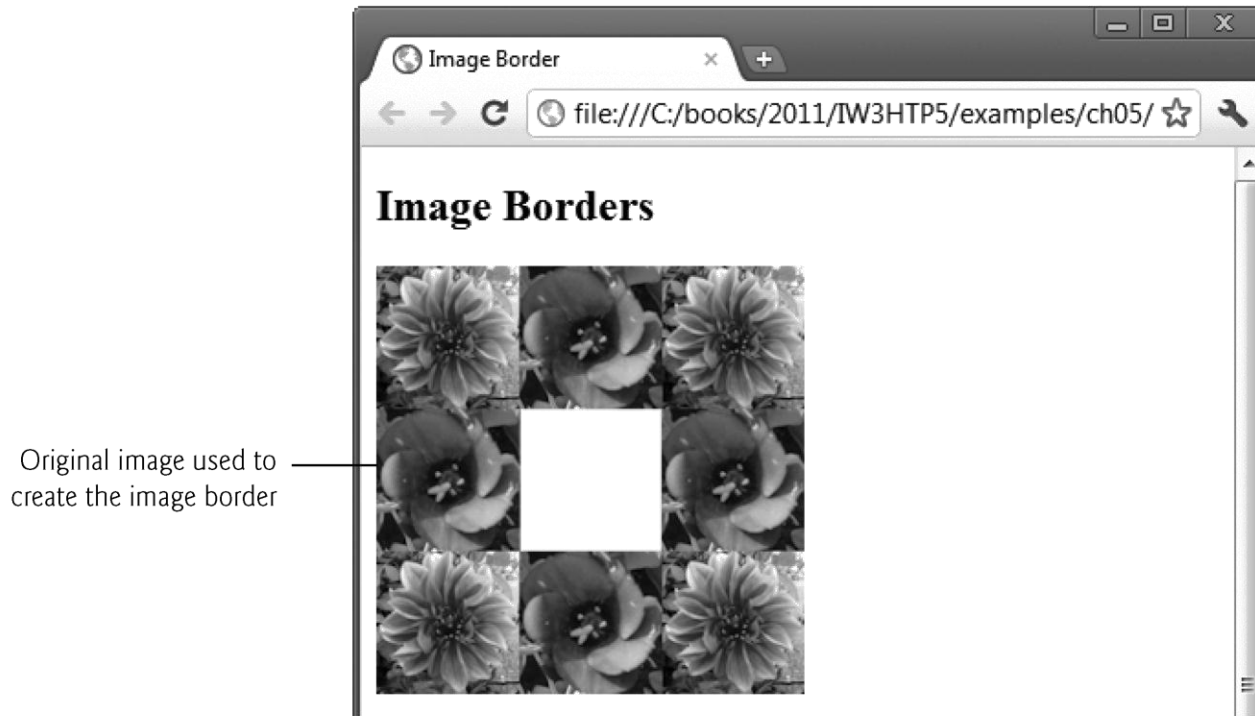 Image Border
file:///C:/books/2011/IW3HTP5/examples/ch05/
Image Borders
Original image used to
create the image border